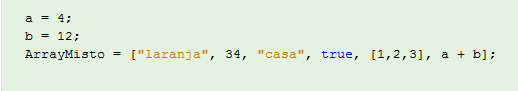 a = 4;
b = 12;
ArrayMisto = ["laranja", 34, "casa", true, [1,2,3], a + b];